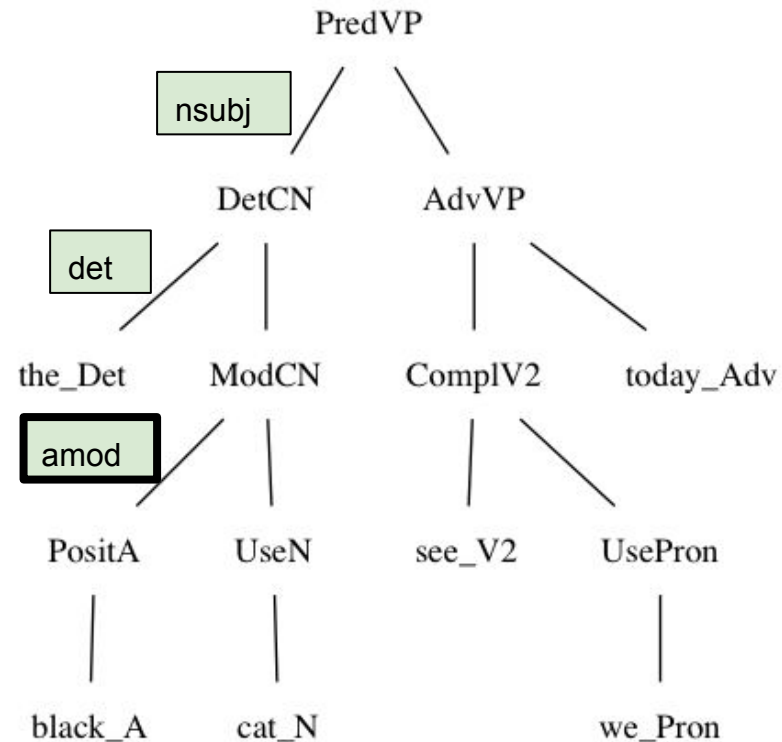 PredVP
nsubj
DetCN AdvVP
det
the_Det ModCN ComplV2 today_Adv
amod
PositA UseN see_V2 UsePron
black_A cat_N we_Pron